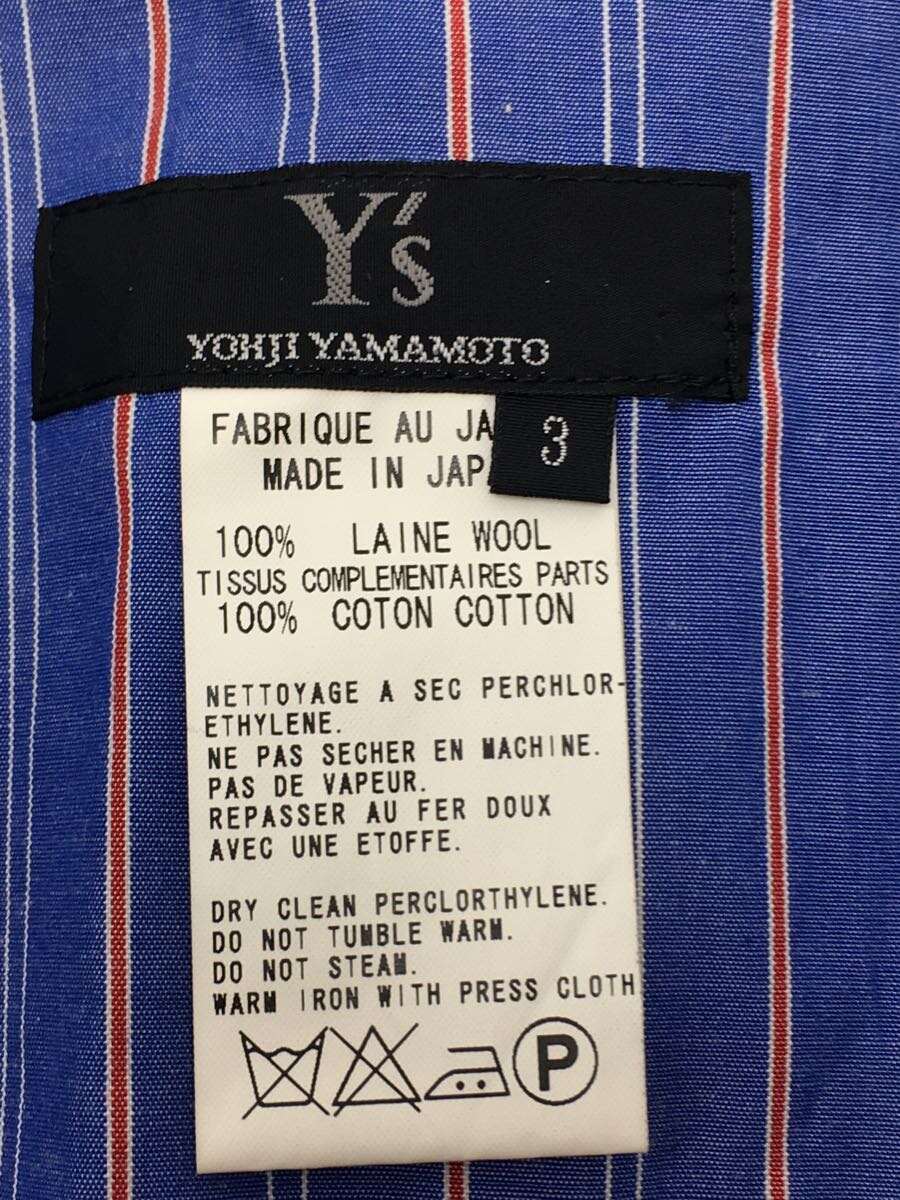 Y's
YOHJI YAMAMOTO
3
FABRIQUE AU JA
MADE IN JAP
100% LAINE WOOL
TISSUS COMPLEMENTAIRES PARTS
100% COTON COTTON
NETTOYAGE A SEC PERCHLOR-
ETHYLENE.
NE PAS SECHER EN MACHINE.
PAS DE VAPEUR.
REPASSER AU FER DOUX
AVEC UNE ETOFFE.
DRY CLEAN PERCLORTHYLENE.
DO NOT TUMBLE WARM.
DO NOT STEAM.
WARM IRON WITH PRESS CLOTH
P